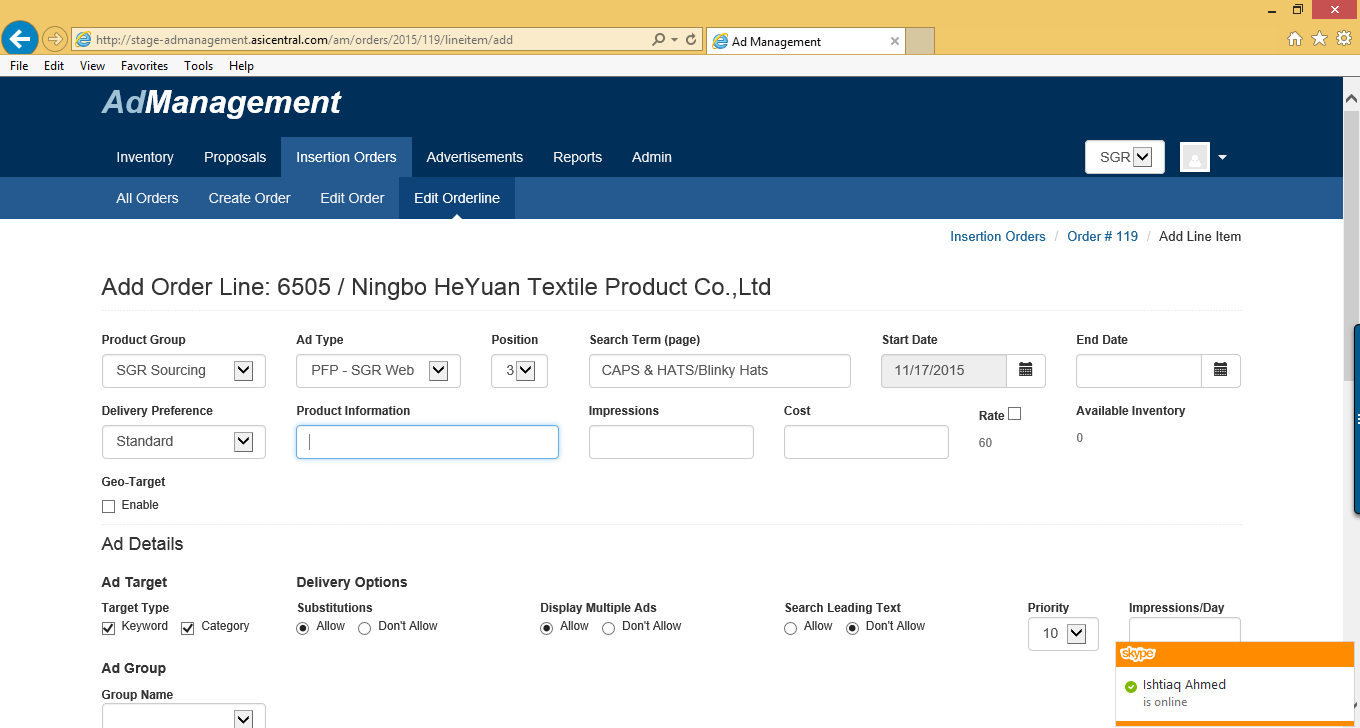 http://stage-admanagement.asicentral.com/am/orders/2015/119/lineitem/add
Ad Management
File Edit View Favorites Tools Help
AdManagement
Inventory Proposals Insertion Orders Advertisements Reports Admin
SGR
All Orders Create Order Edit Order Edit Orderline
Insertion Orders / Order # 119 / Add Line Item
Add Order Line: 6505 / Ningbo HeYuan Textile Product Co.,Ltd
Product Group Ad Type Position Search Term (page) Start Date End Date
SGR Sourcing PFP - SGR Web 3 CAPS & HATS/Blinky Hats 11/17/2015
Delivery Preference Product Information Impressions Cost Rate Available Inventory
Standard 60 0
Geo-Target
Enable
Ad Details
Ad Target Delivery Options
Target Type Substitutions Display Multiple Ads Search Leading Text Priority Impressions/Day
Keyword Category Allow Don't Allow Allow Don't Allow Allow Don't Allow 10
skype
Ad Group
Ishtiaq Ahmed
Group Name
is online